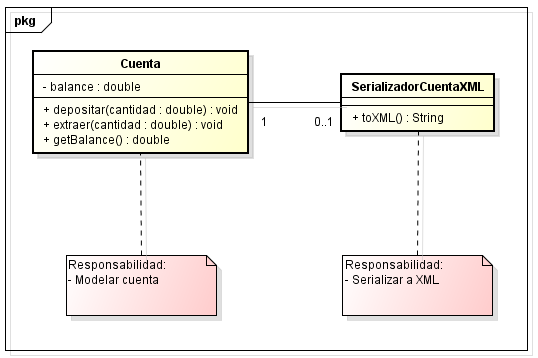 pkg
Cuenta
- balance : double
+ depositar(cantidad : double) : void
+ extraer(cantidad : double) : void
+ getBalance() : double
1
0..1
SerializadorCuentaXML
+ toXML() : String
Responsabilidad:
- Modelar cuenta
Responsabilidad:
- Serializar a XML